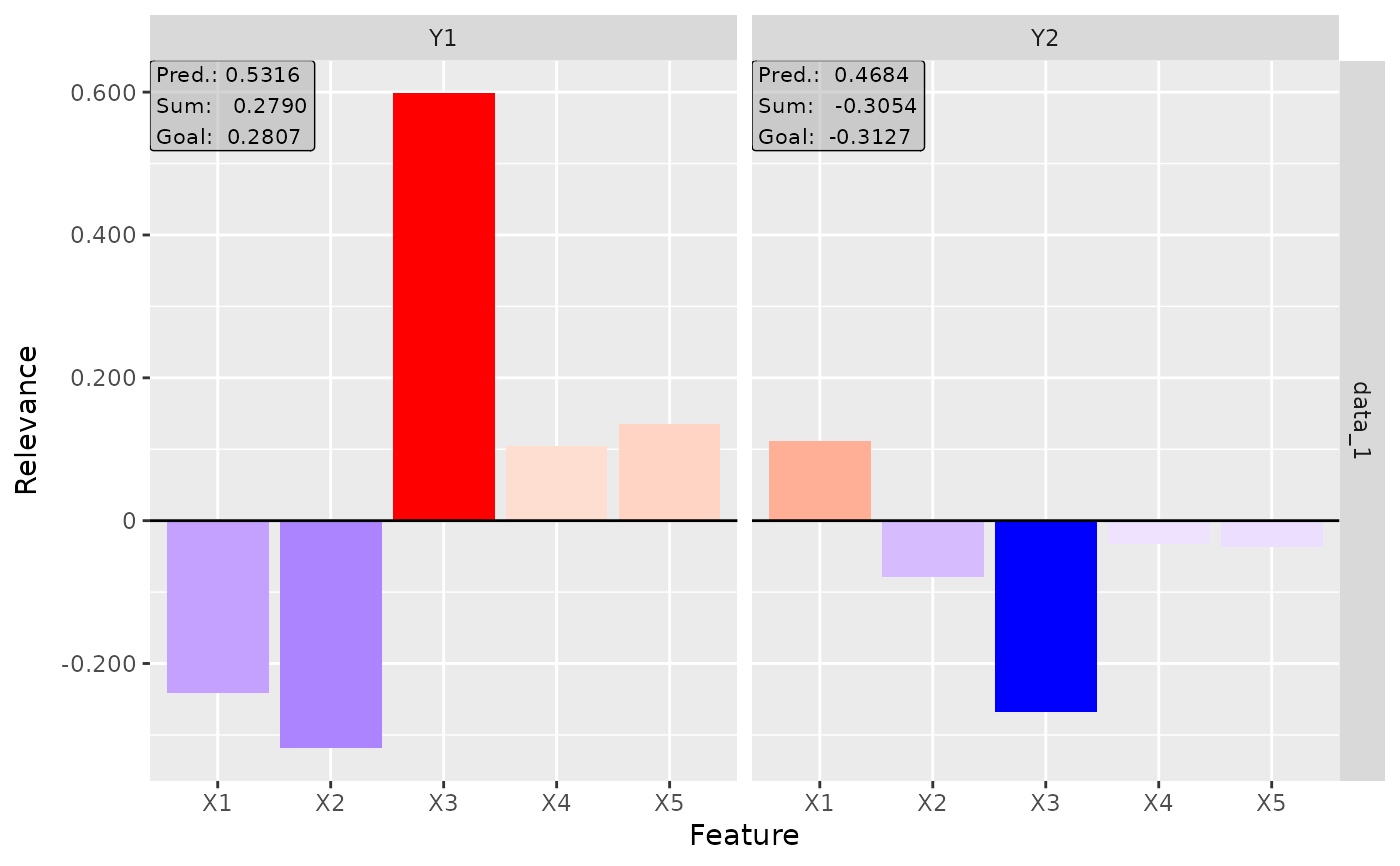 Y1
Y2
Pred.: 0.5316
Sum: 0.2790
Goal: 0.2807
Pred.: 0.4684
Sum: -0.3054
Goal: -0.3127
0.600
0.400
0.200
0
-0.200
Relevance
data_1
X1 X2 X3 X4 X5
X1 X2 X3 X4 X5
Feature